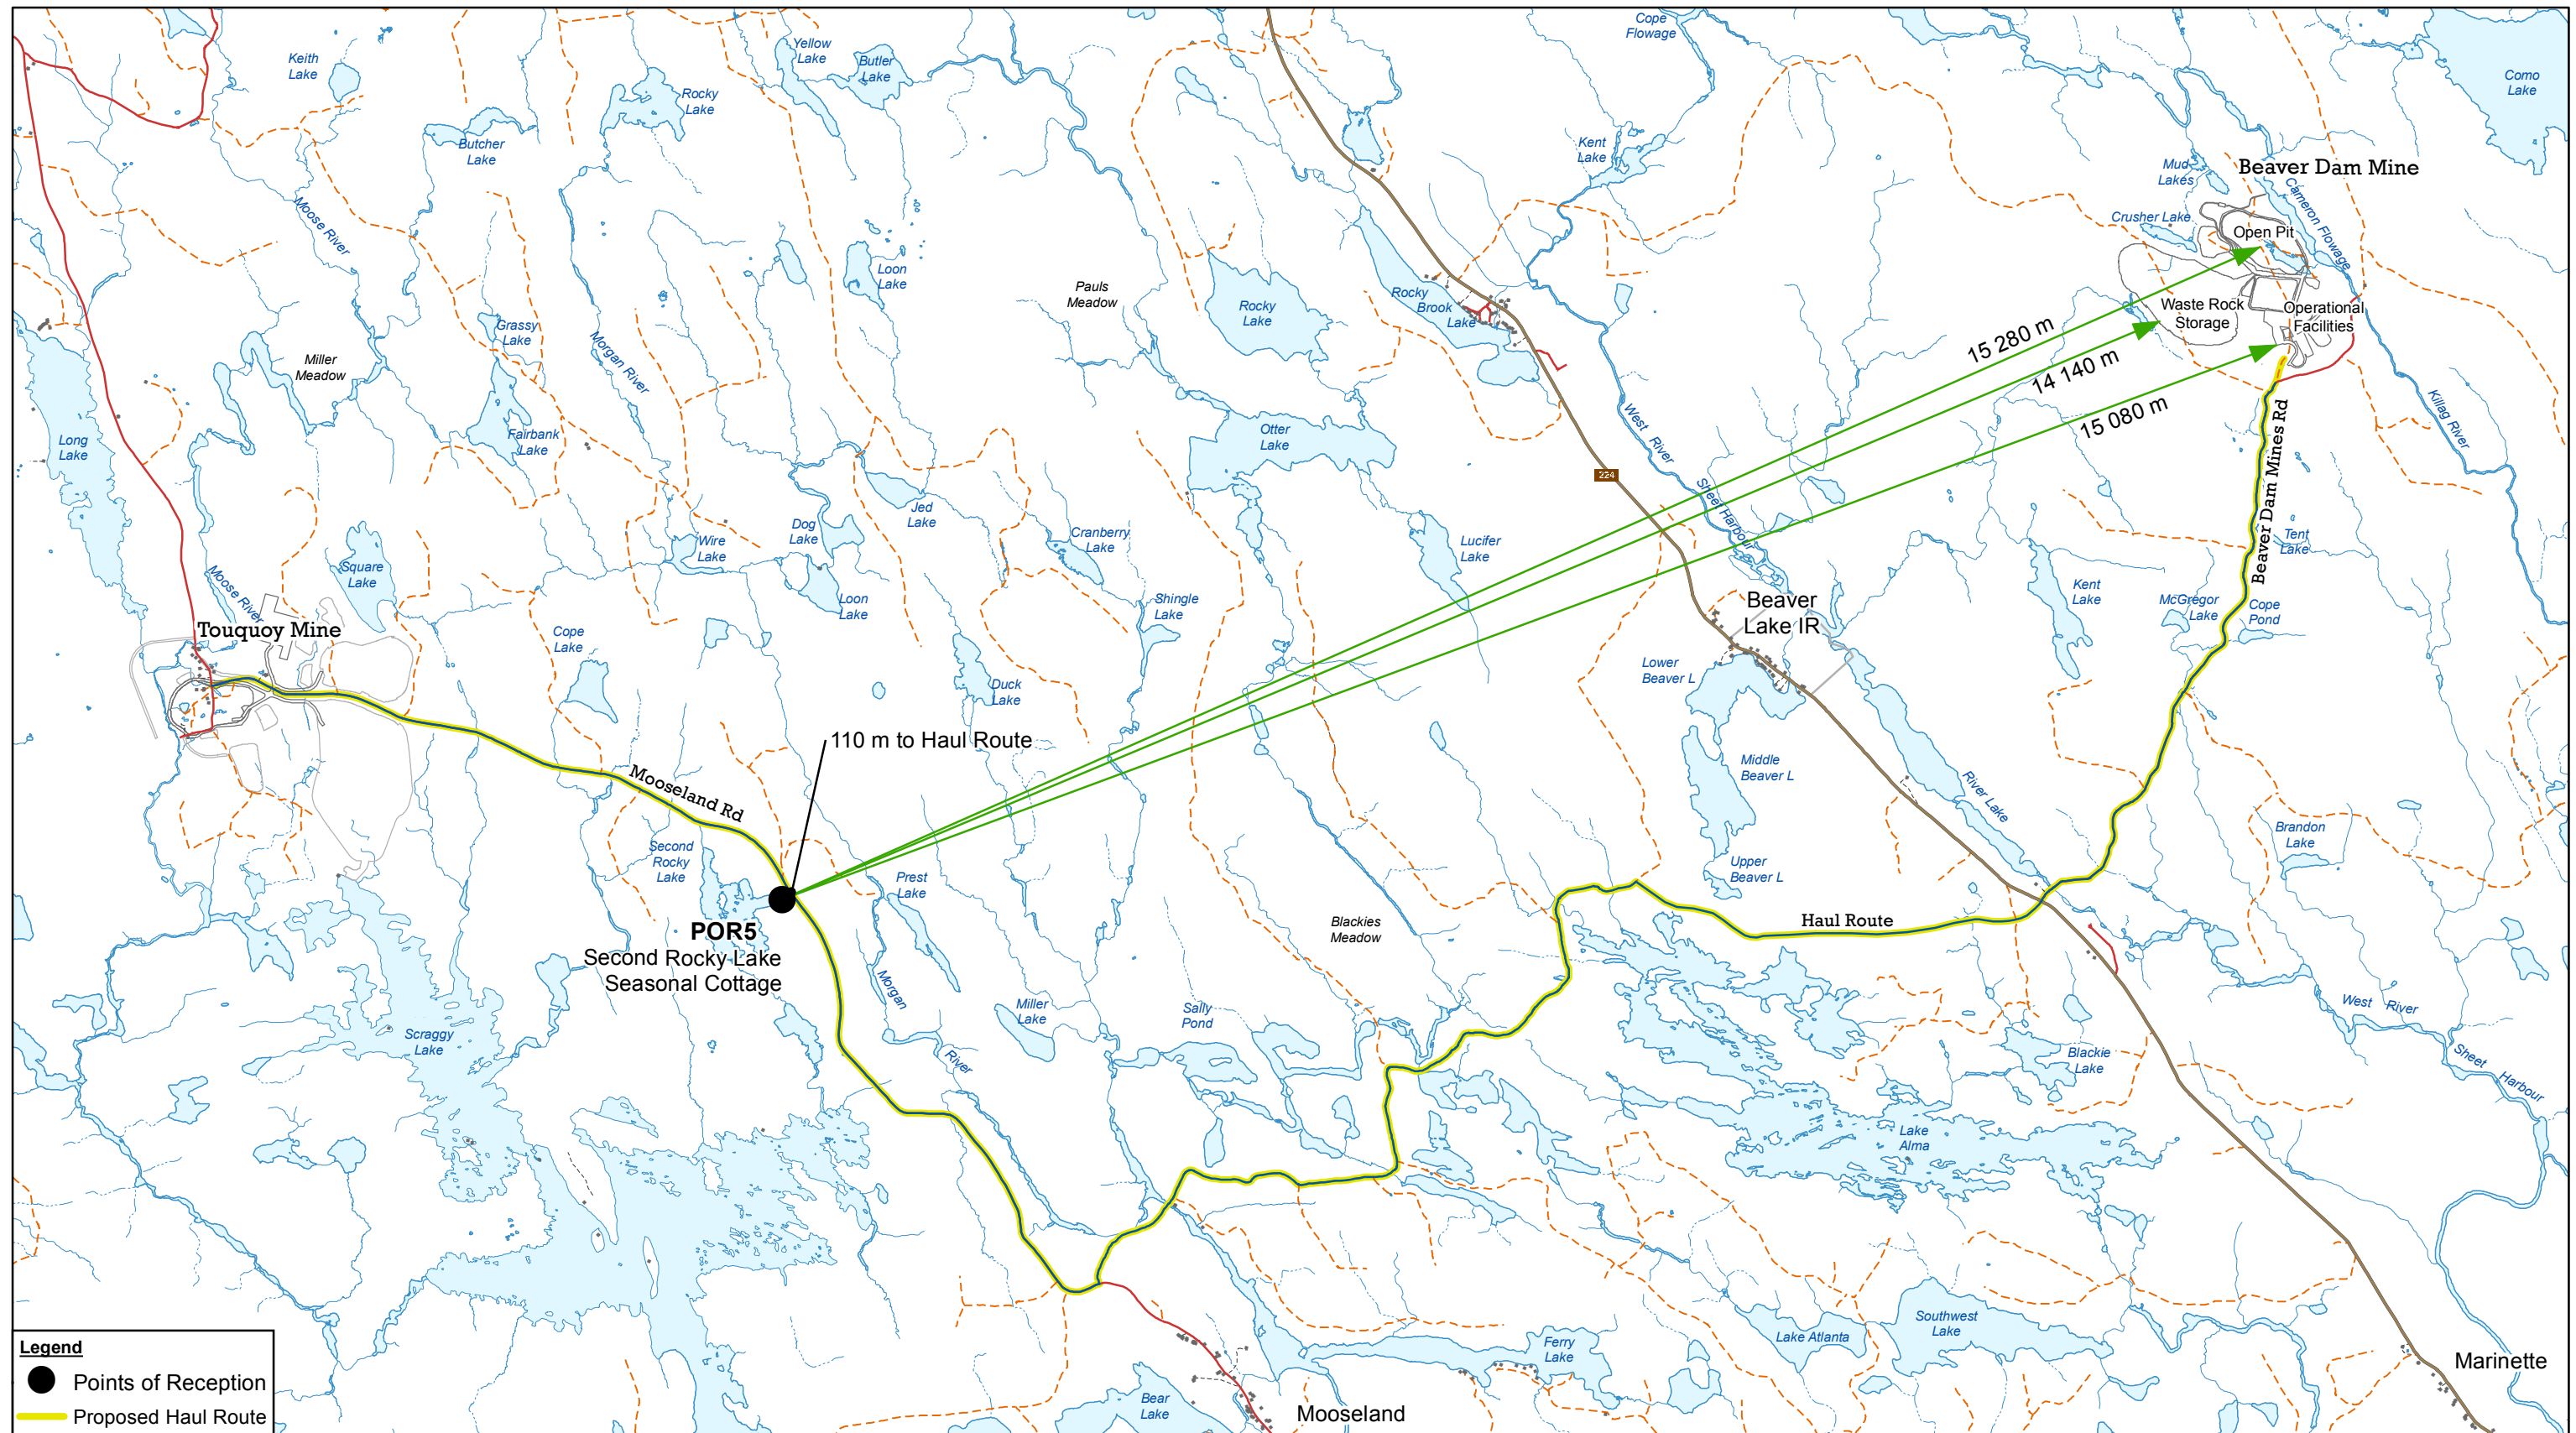 Keith
Lake
Yellow
Lake
Butler
Lake
Rocky
Lake
Butcher
Lake
Cope
Flowage
Kent
Lake
Como
Lake
Mud
Lakes
Beaver Dam Mine
Cameron Flowage
Crusher Lake
Open Pit
Waste Rock
Storage
Operational
Facilities
15 280 m
14 140 m
15 080 m
Beaver Dam Mines Rd
Killag River
Moose River
Loon
Lake
Pauls
Meadow
Rocky
Lake
Rocky
Brook
Lake
Grassy
Lake
Morgan River
Miller
Meadow
Fairbank
Lake
Long
Lake
Otter
Lake
West River
Sheet Harbour
224
Jed
Lake
Dog
Lake
Wire
Lake
Cranberry
Lake
Lucifer
Lake
Square
Lake
Moose River
Loon
Lake
Shingle
Lake
Tent
Lake
Kent
Lake
McGregor
Lake
Cope
Pond
Touquoy Mine
Cope
Lake
Duck
Lake
Beaver
Lake IR
Lower
Beaver L
Middle
Beaver L
River Lake
110 m to Haul Route
Mooseland Rd
Second
Rocky
Lake
Prest
Lake
Upper
Beaver L
Brandon
Lake
POR5
Second Rocky Lake
Seasonal Cottage
Blackies
Meadow
Haul Route
Morgan
River
Miller
Lake
Sally
Pond
Scraggy
Lake
West River
Sheet Harbour
Blackie
Lake
Lake
Alma
Southwest
Lake
Lake Atlanta
Ferry
Lake
Bear
Lake
Mooseland
Marinette
Legend
Points of Reception
Proposed Haul Route